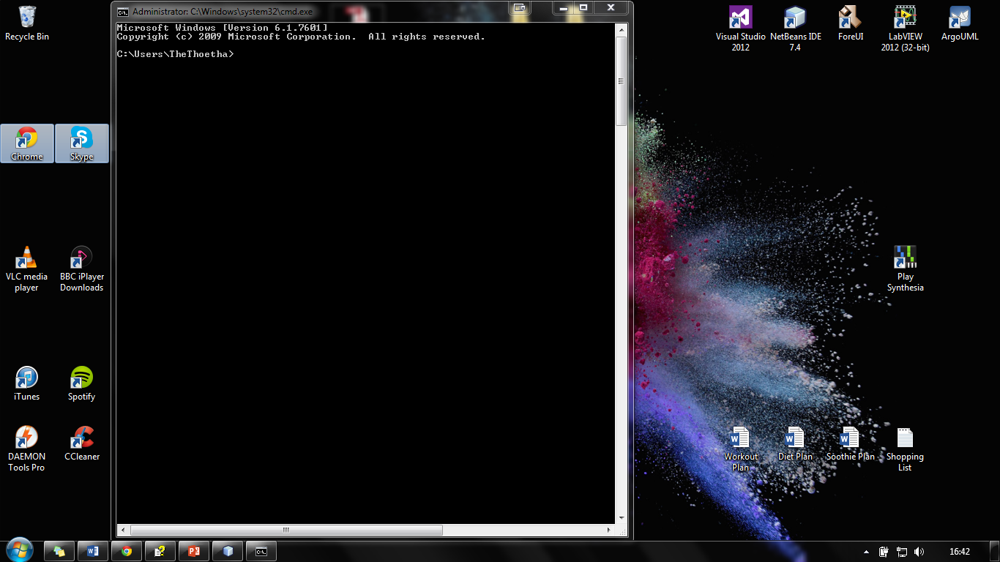 Administrator: C:\Windows\system32\cmd.exe
Microsoft Windows [Version 6.1.7601]
Copyright (c) 2009 Microsoft Corporation.  All rights reserved.
C:\Users\TheThoetha>
Recycle Bin
Chrome
Skype
VLC media
player
BBC iPlayer
Downloads
iTunes
Spotify
DAEMON
Tools Pro
CCleaner
Visual Studio
2012
NetBeans IDE
7.4
ForeUI
LabVIEW
2012 (32-bit)
ArgoUML
Play
Synthesia
Workout
Plan
Diet Plan
Soothie Plan
Shopping
List
16:42